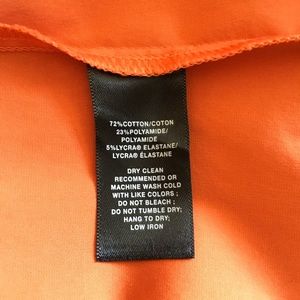 72%COTTON/COTON
23%POLYAMIDE/
POLYAMIDE
5%LYCRA® ELASTANE/
LYCRA® ÉLASTANE
DRY CLEAN
RECOMMENDED OR
MACHINE WASH COLD
WITH LIKE COLORS ;
DO NOT BLEACH ;
DO NOT TUMBLE DRY;
HANG TO DRY;
LOW IRON